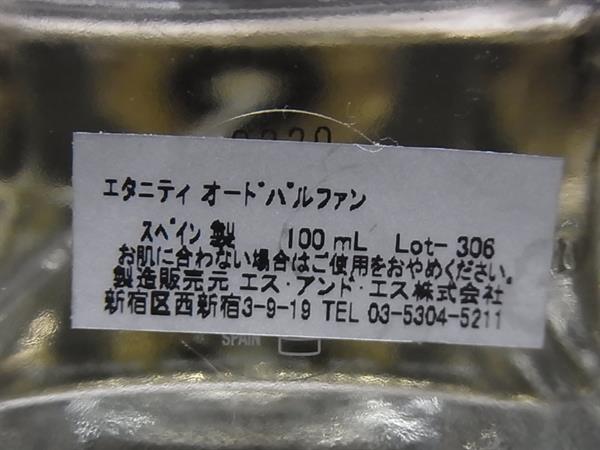 エタニティ オードパルファン
スペイン 製 100 mL Lot- 306
お肌に合わない場合はご使用をおやめください。
製造販売元 エス・アンド・エス株式会社
新宿区西新宿3-9-19 TEL 03-5304-5211
SPAIN